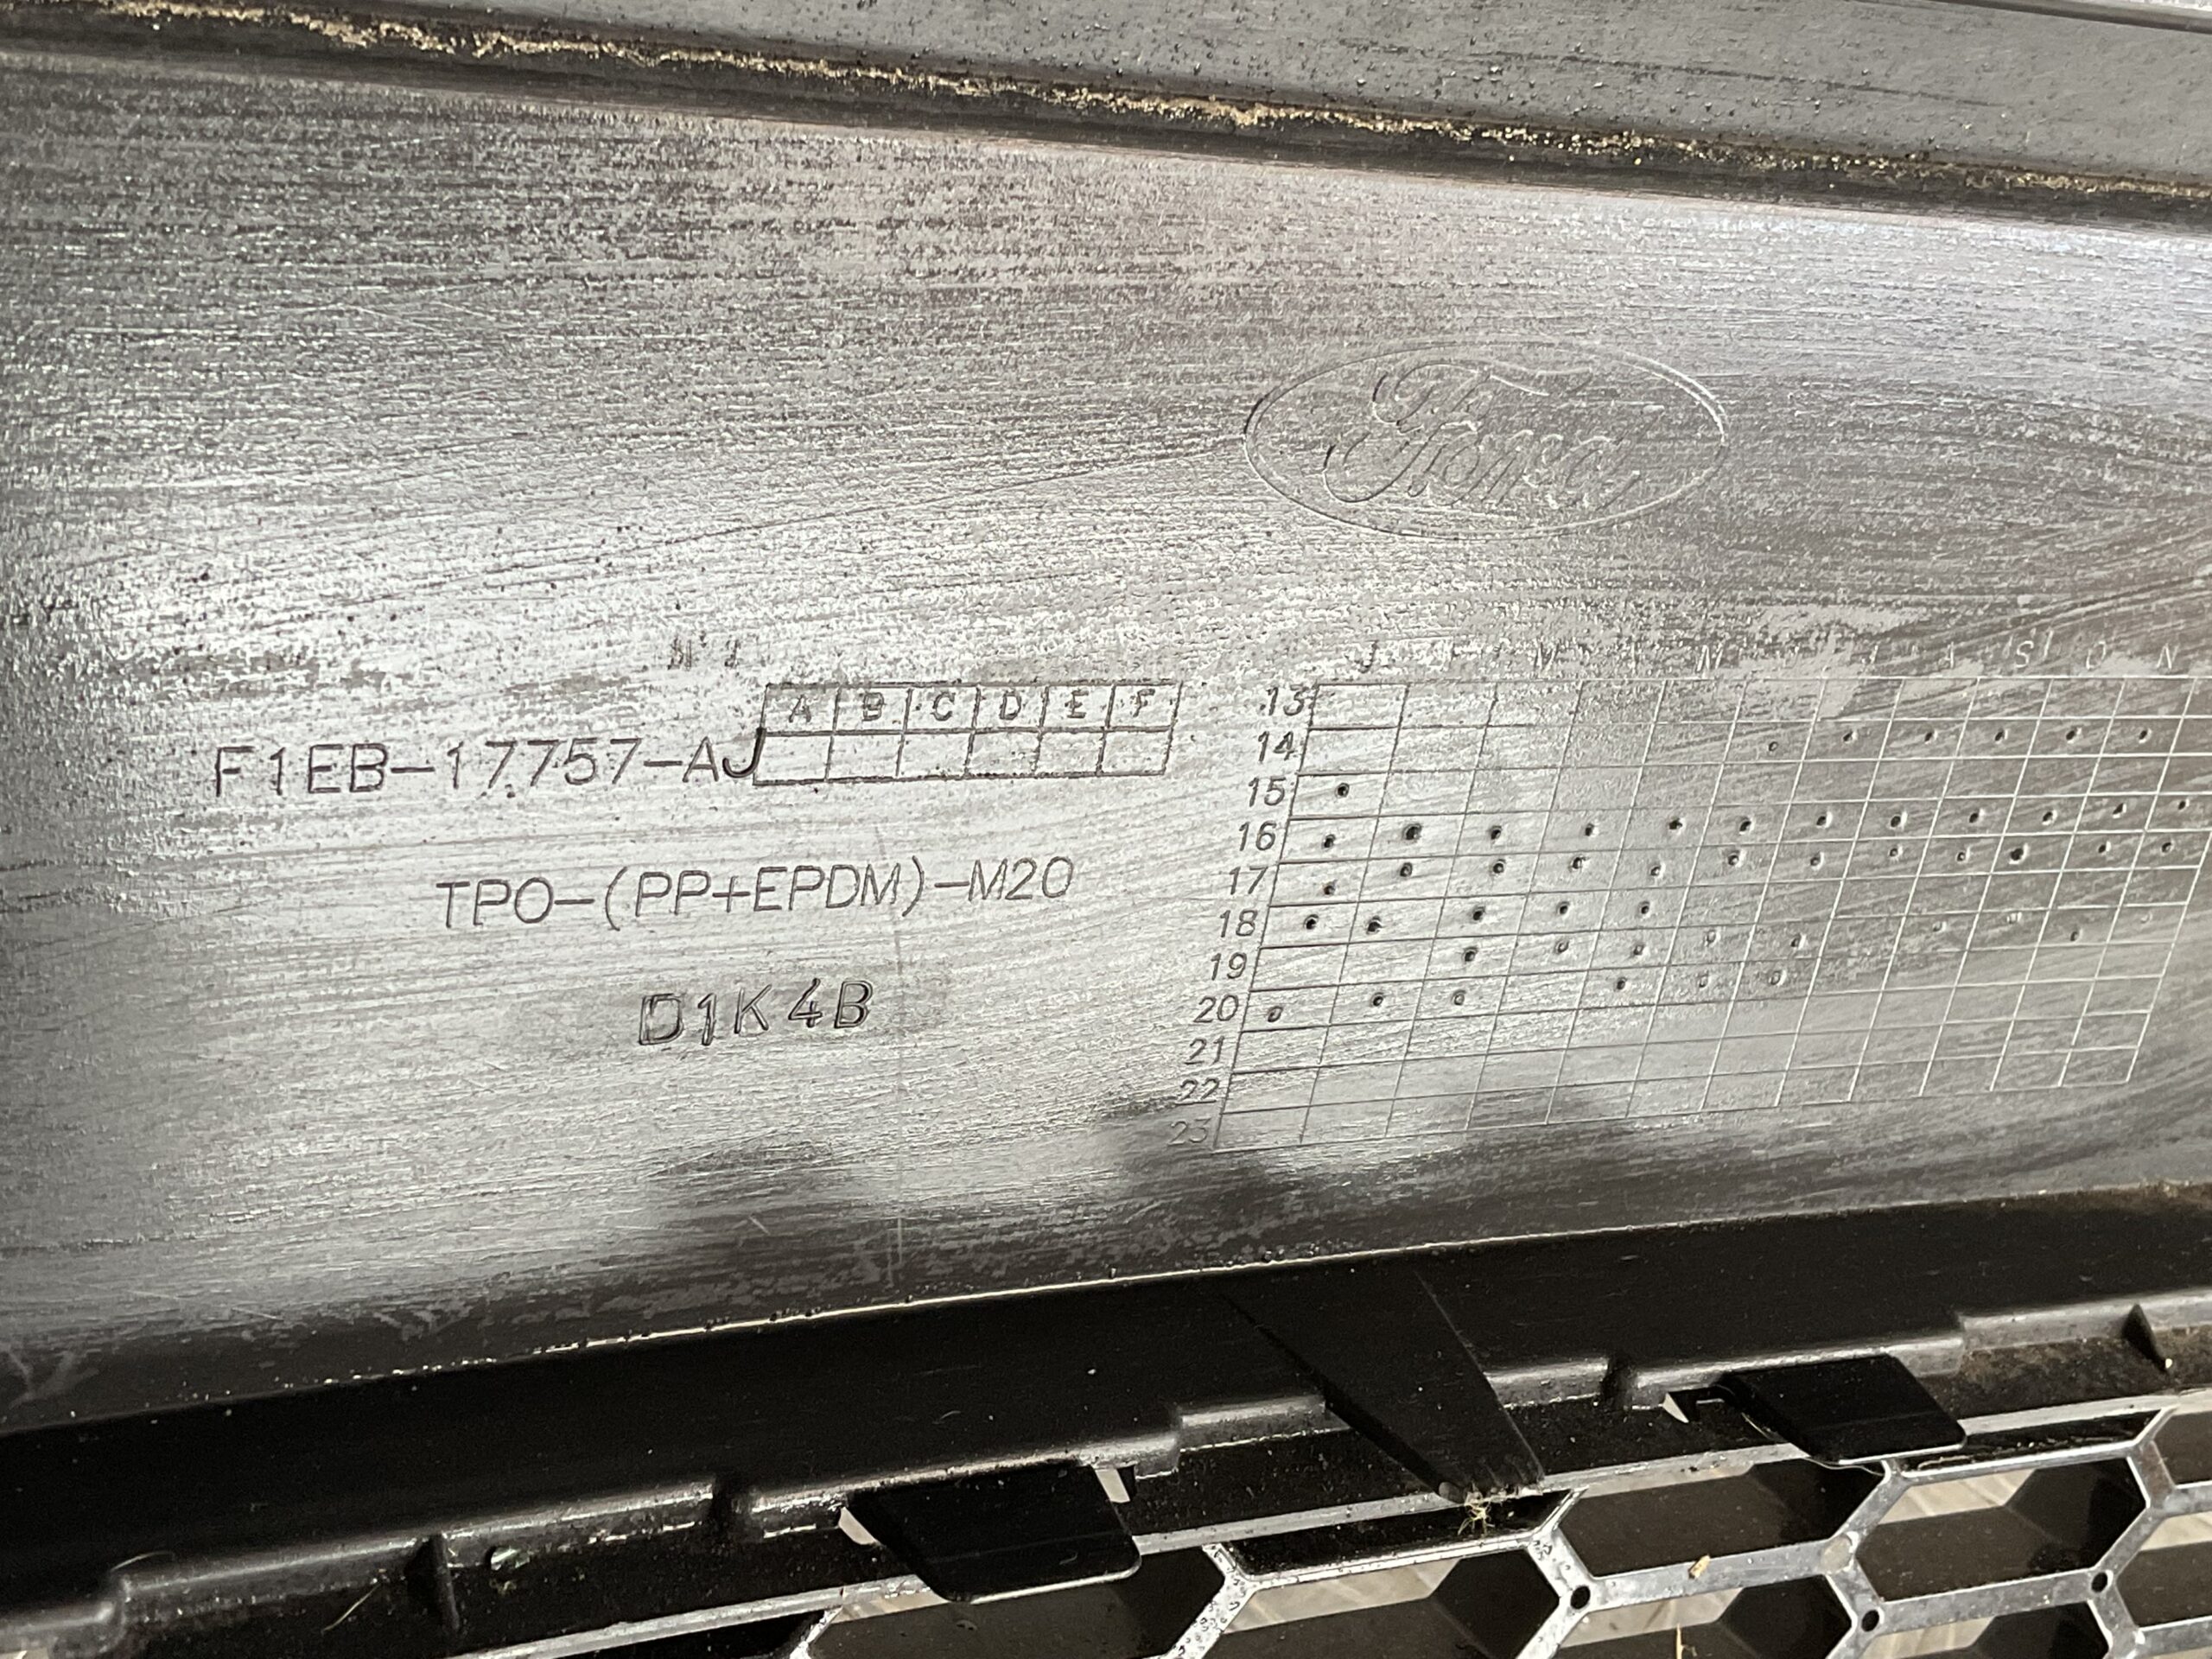 Ford
J F M A M J J A S O N
A B C D E F
F1EB-17757-AJ
TPO-(PP+EPDM)-M20
D1K4B
13
14
15
16
17
18
19
20
21
22
23